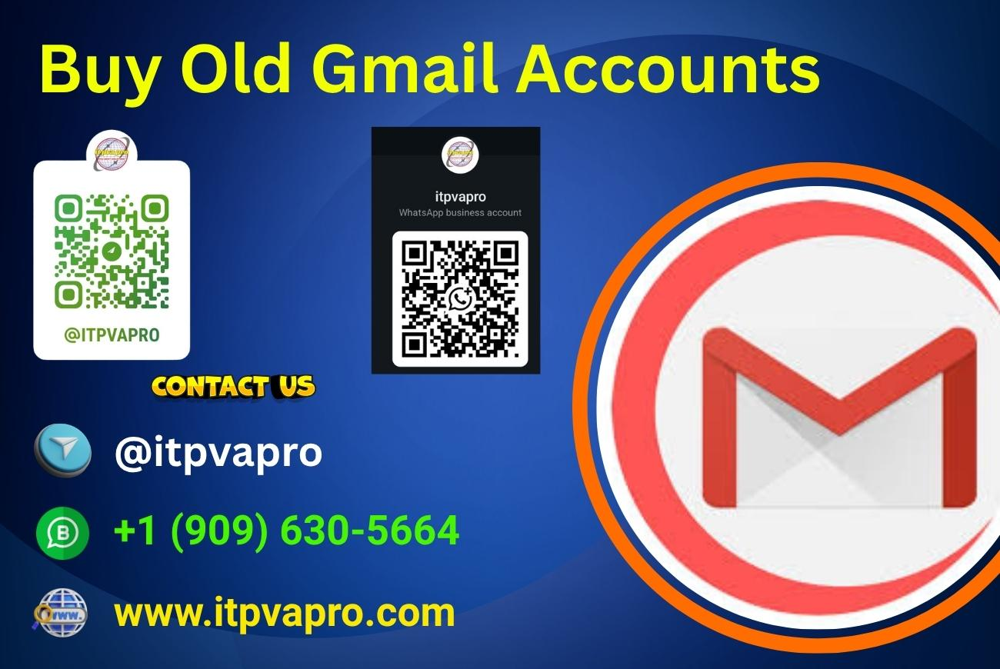 Buy Old Gmail Accounts
itpvapro
WhatsApp business account
@ITPVAPRO
CONTACT US
@itpvapro
+1 (909) 630-5664
www.
www.itpvapro.com